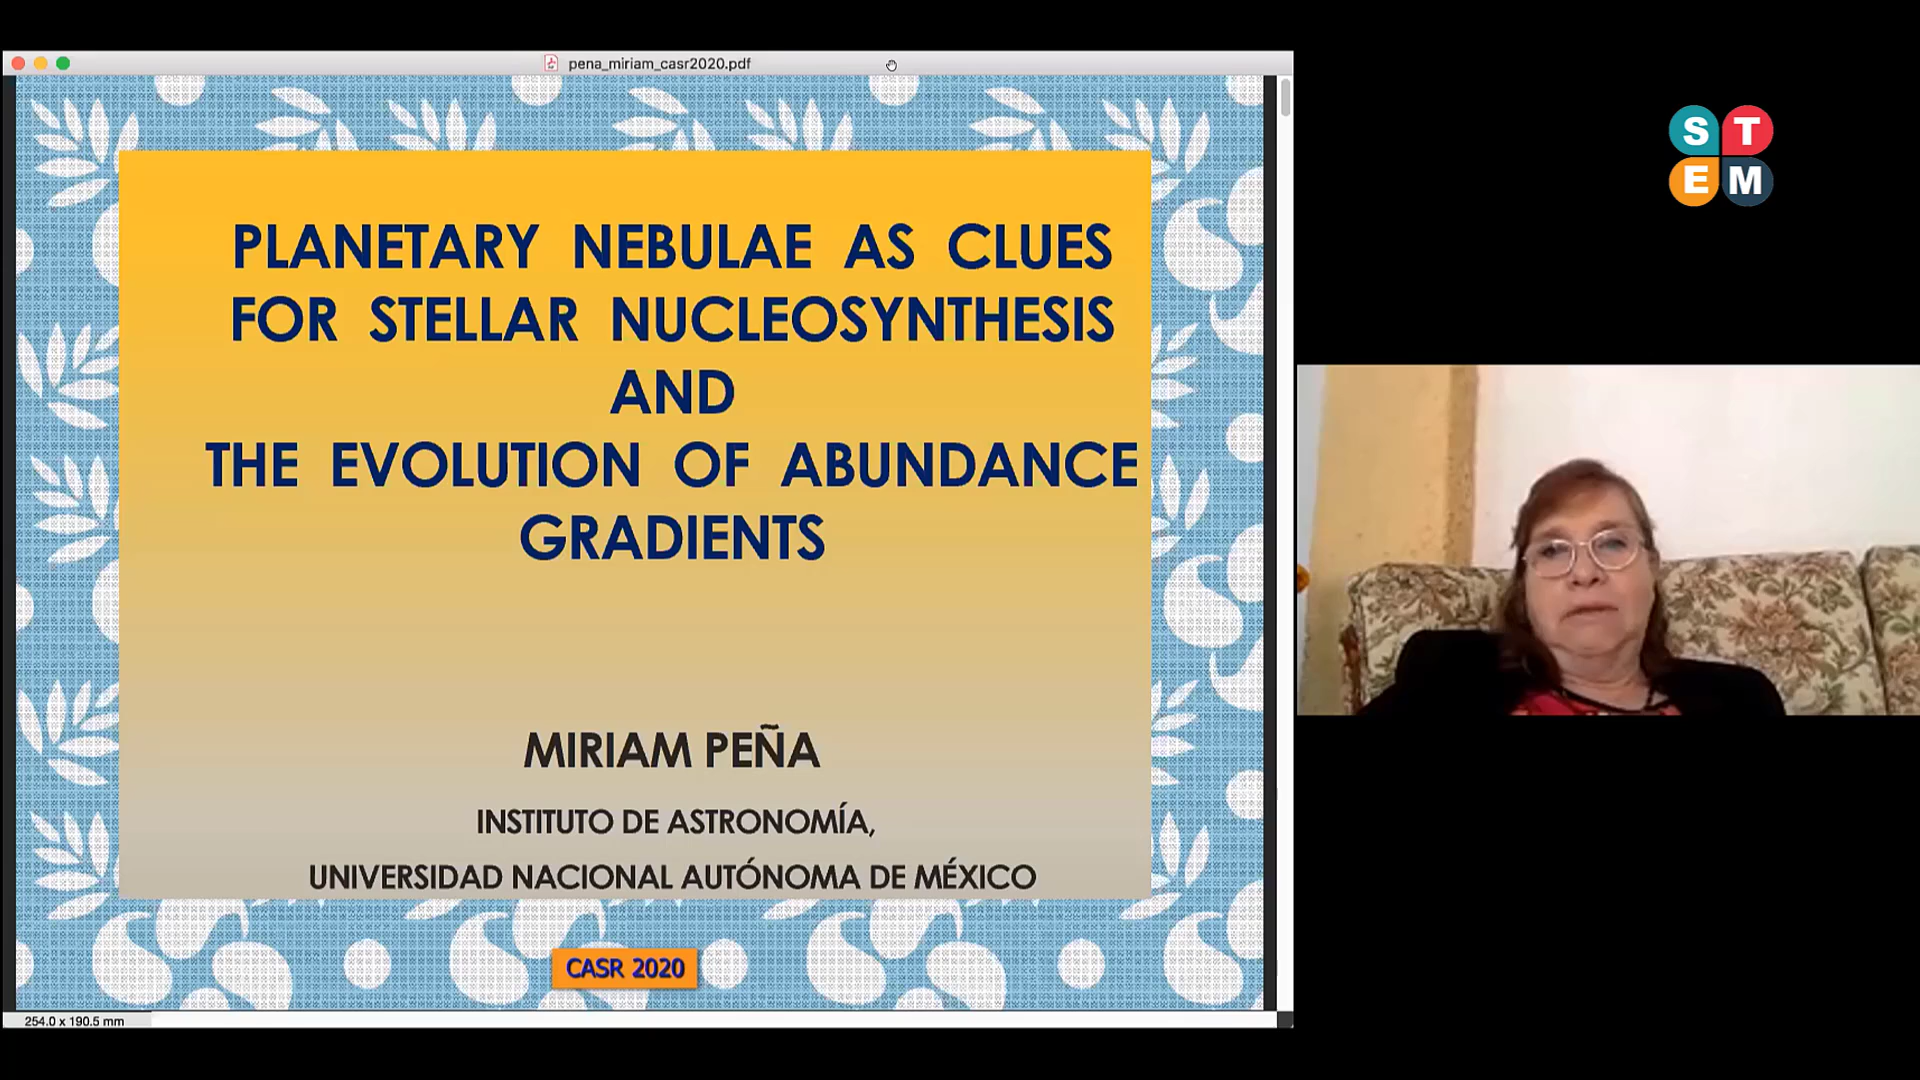 pena_miriam_casr2020.pdf
PLANETARY NEBULAE AS CLUES
FOR STELLAR NUCLEOSYNTHESIS
AND
THE EVOLUTION OF ABUNDANCE
GRADIENTS
MIRIAM PEÑA
INSTITUTO DE ASTRONOMÍA,
UNIVERSIDAD NACIONAL AUTÓNOMA DE MÉXICO
CASR 2020
254.0 x 190.5 mm
S T
E M